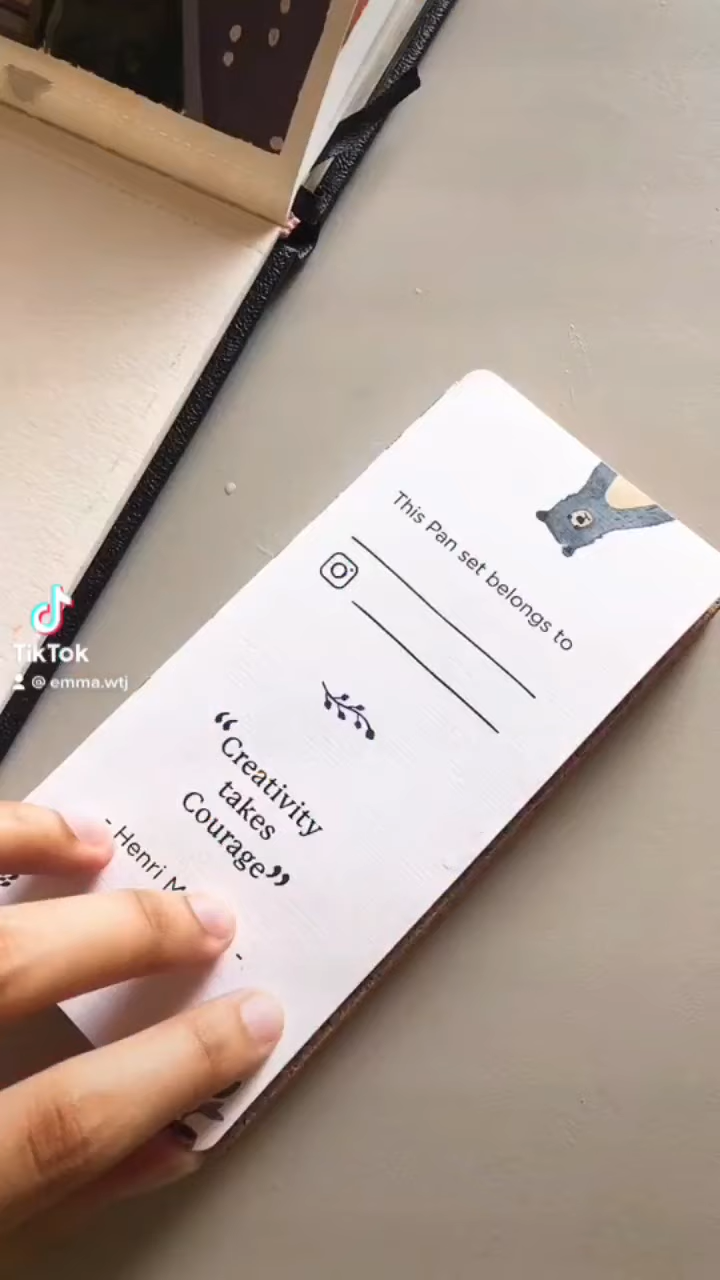 This Pan set belongs to
“Creativity
takes
Courage”
- Henri M
-
TikTok
@ emma.wtj